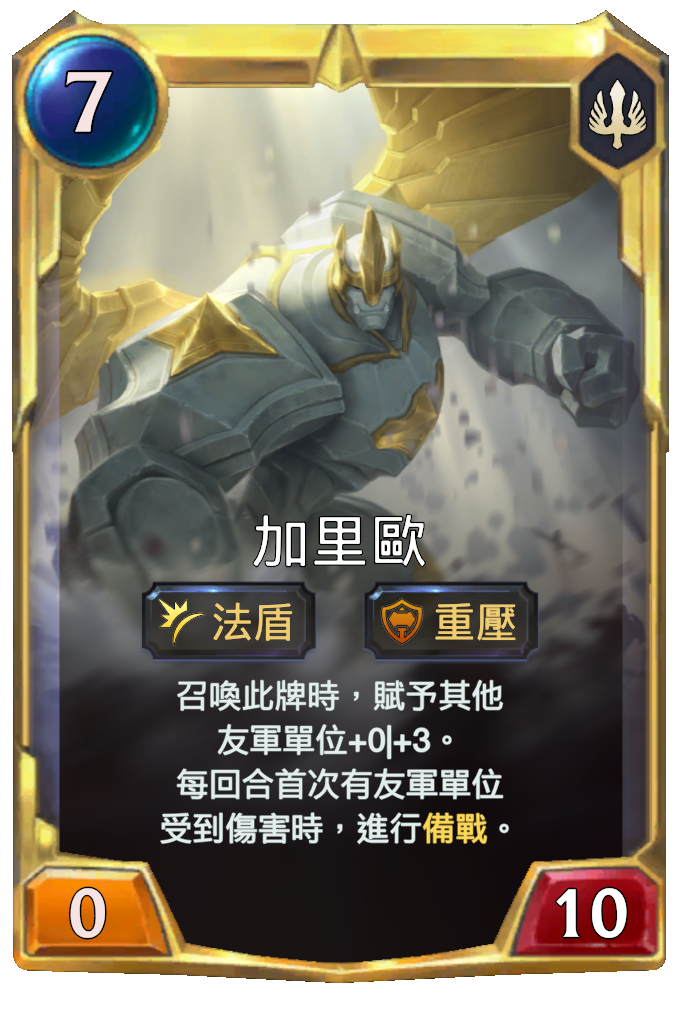 7
加里歐
法盾 重壓
召喚此牌時，賦予其他
友軍單位+0|+3。
每回合首次有友軍單位
受到傷害時，進行備戰。
0 10